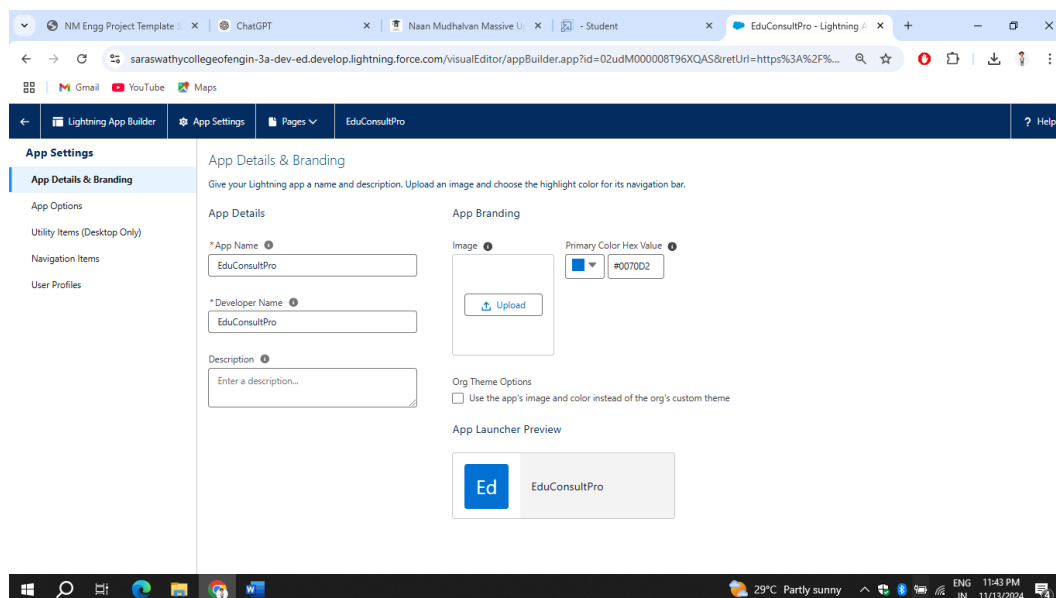 NM Engg Project Template S
ChatGPT
Naan Mudhalvan Massive U
- Student
EduConsultPro - Lightning A
saraswathycollegeofengin-3a-dev-ed.develop.lightning.force.com/visualEditor/appBuilder.app?id=02udM000008T96XQAS&retUrl=https%3A%2F%...
Gmail
YouTube
Maps
Lightning App Builder
App Settings
Pages
EduConsultPro
? Help
App Settings
App Details & Branding
App Options
Utility Items (Desktop Only)
Navigation Items
User Profiles
App Details & Branding
Give your Lightning app a name and description. Upload an image and choose the highlight color for its navigation bar.
App Details
*App Name
EduConsultPro
*Developer Name
EduConsultPro
Description
Enter a description...
App Branding
Image
Upload
Primary Color Hex Value
#0070D2
Org Theme Options
Use the app's image and color instead of the org's custom theme
App Launcher Preview
Ed
EduConsultPro
29°C Partly sunny
ENG
IN
11:43 PM
11/13/2024